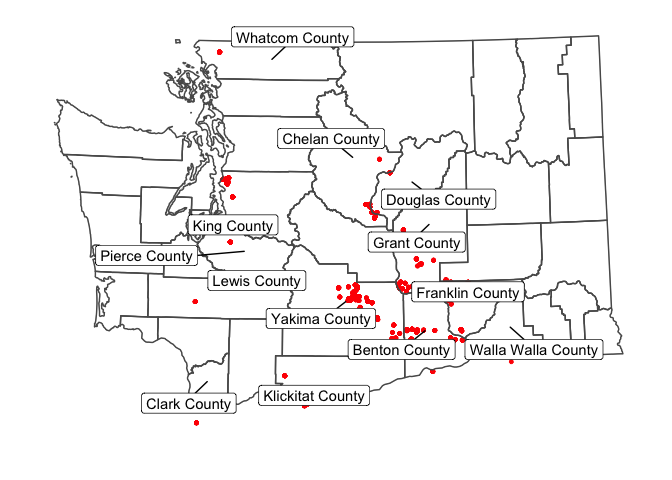 Whatcom County
Chelan County
Douglas County
King County
Grant County
Pierce County
Lewis County
Franklin County
Yakima County
Benton County
Walla Walla County
Klickitat County
Clark County